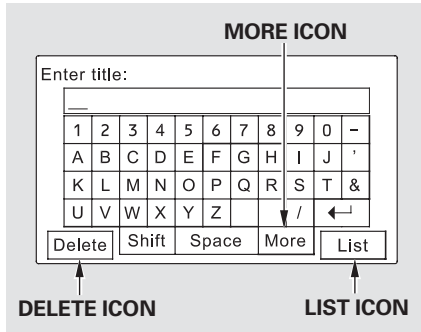 MORE ICON
Enter title:
1 2 3 4 5 6 7 8 9 0 –
A B C D E F G H I J '
K L M N O P Q R S T &
U V W X Y Z /
Delete Shift Space More List
DELETE ICON LIST ICON